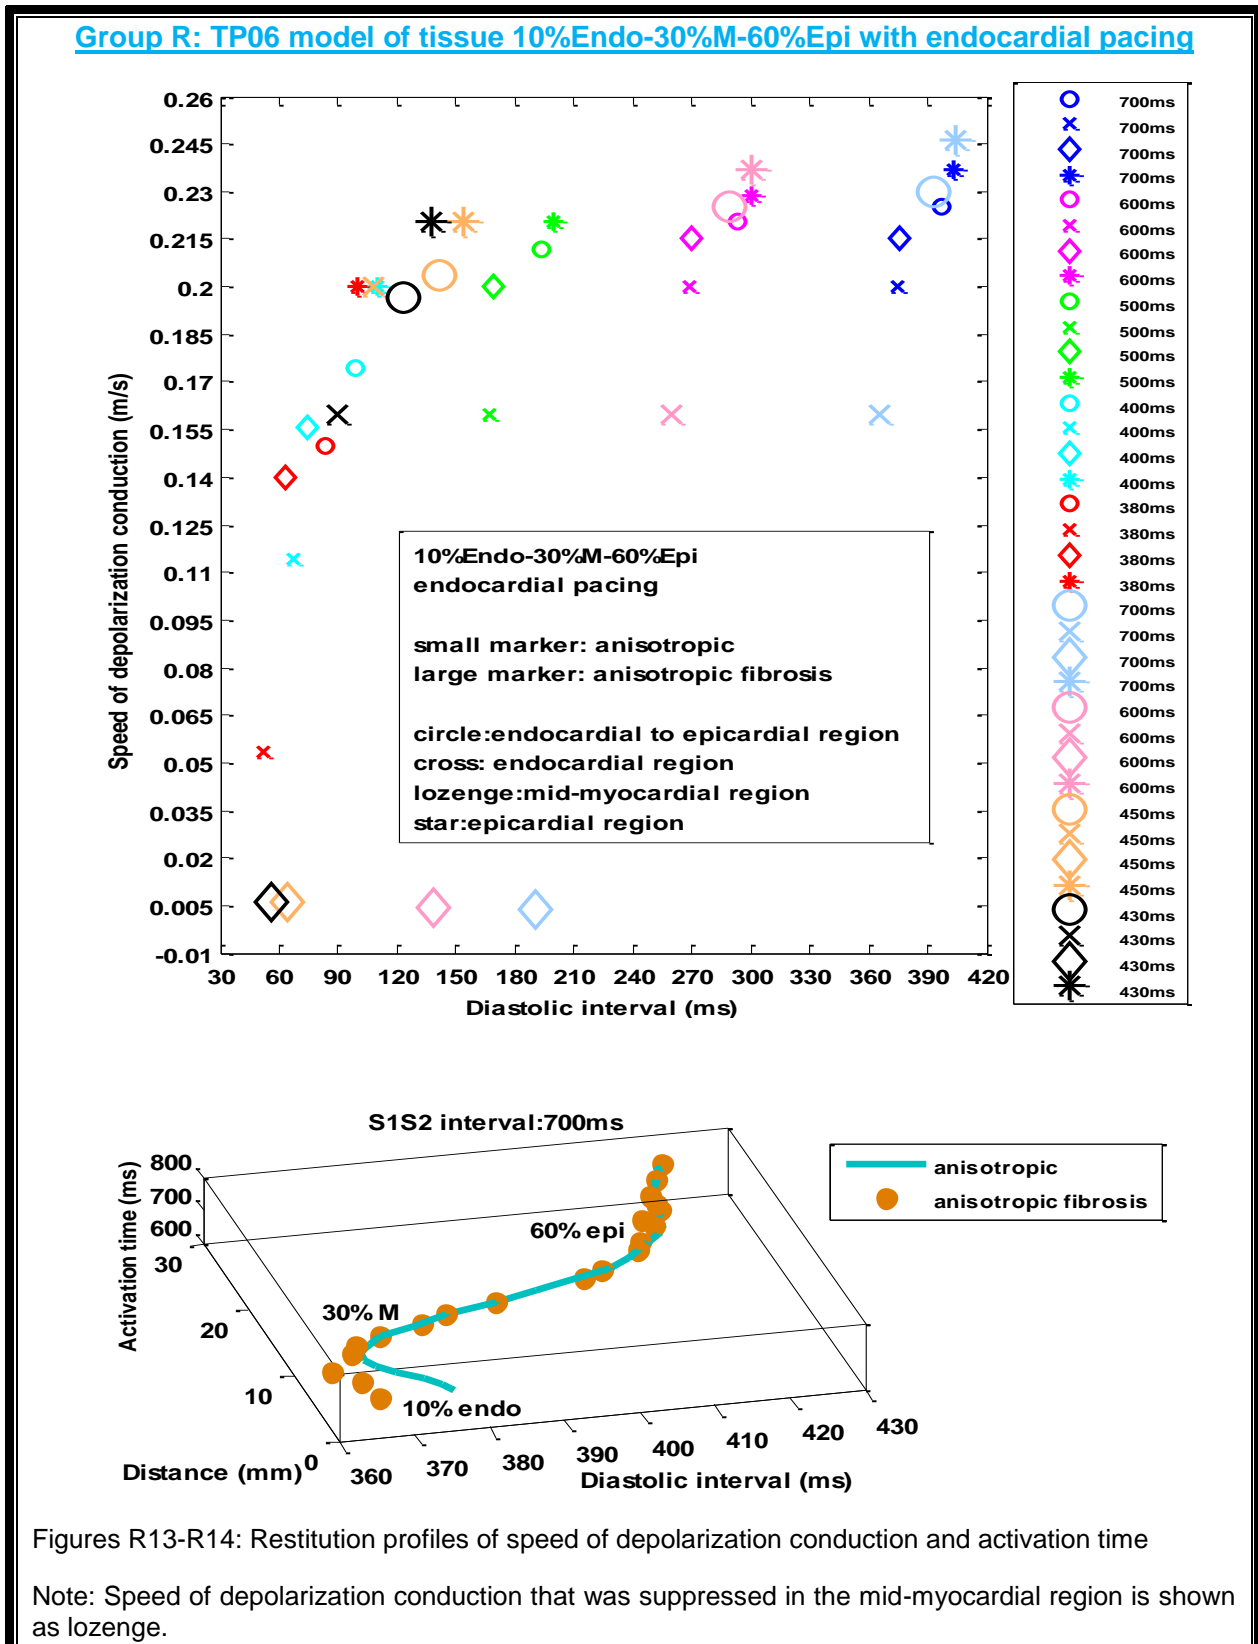 Group R: TP06 model of tissue 10%Endo-30%M-60%Epi with endocardial pacing
0.26
0.245
0.23
0.215
0.2
0.185
0.17
0.155
0.14
0.125
0.11
0.095
0.08
0.065
0.05
0.035
0.02
0.005
-0.01
Speed of depolarization conduction (m/s)
10%Endo-30%M-60%Epi
endocardial pacing
small marker: anisotropic
large marker: anisotropic fibrosis
circle:endocardial to epicardial region
cross: endocardial region
lozenge:mid-myocardial region
star:epicardial region
30 60 90 120 150 180 210 240 270 300 330 360 390 420
Diastolic interval (ms)
700ms
700ms
700ms
700ms
600ms
600ms
600ms
600ms
500ms
500ms
500ms
500ms
400ms
400ms
400ms
400ms
380ms
380ms
380ms
380ms
700ms
700ms
700ms
700ms
600ms
600ms
600ms
600ms
450ms
450ms
450ms
450ms
430ms
430ms
430ms
430ms
S1S2 interval:700ms
Activation time (ms)
800
700
600
30
20
10
0
Distance (mm)
60% epi
30% M
10% endo
360 370 380 390 400 410 420 430
Diastolic interval (ms)
anisotropic
anisotropic fibrosis
Figures R13-R14: Restitution profiles of speed of depolarization conduction and activation time
Note: Speed of depolarization conduction that was suppressed in the mid-myocardial region is shown
as lozenge.